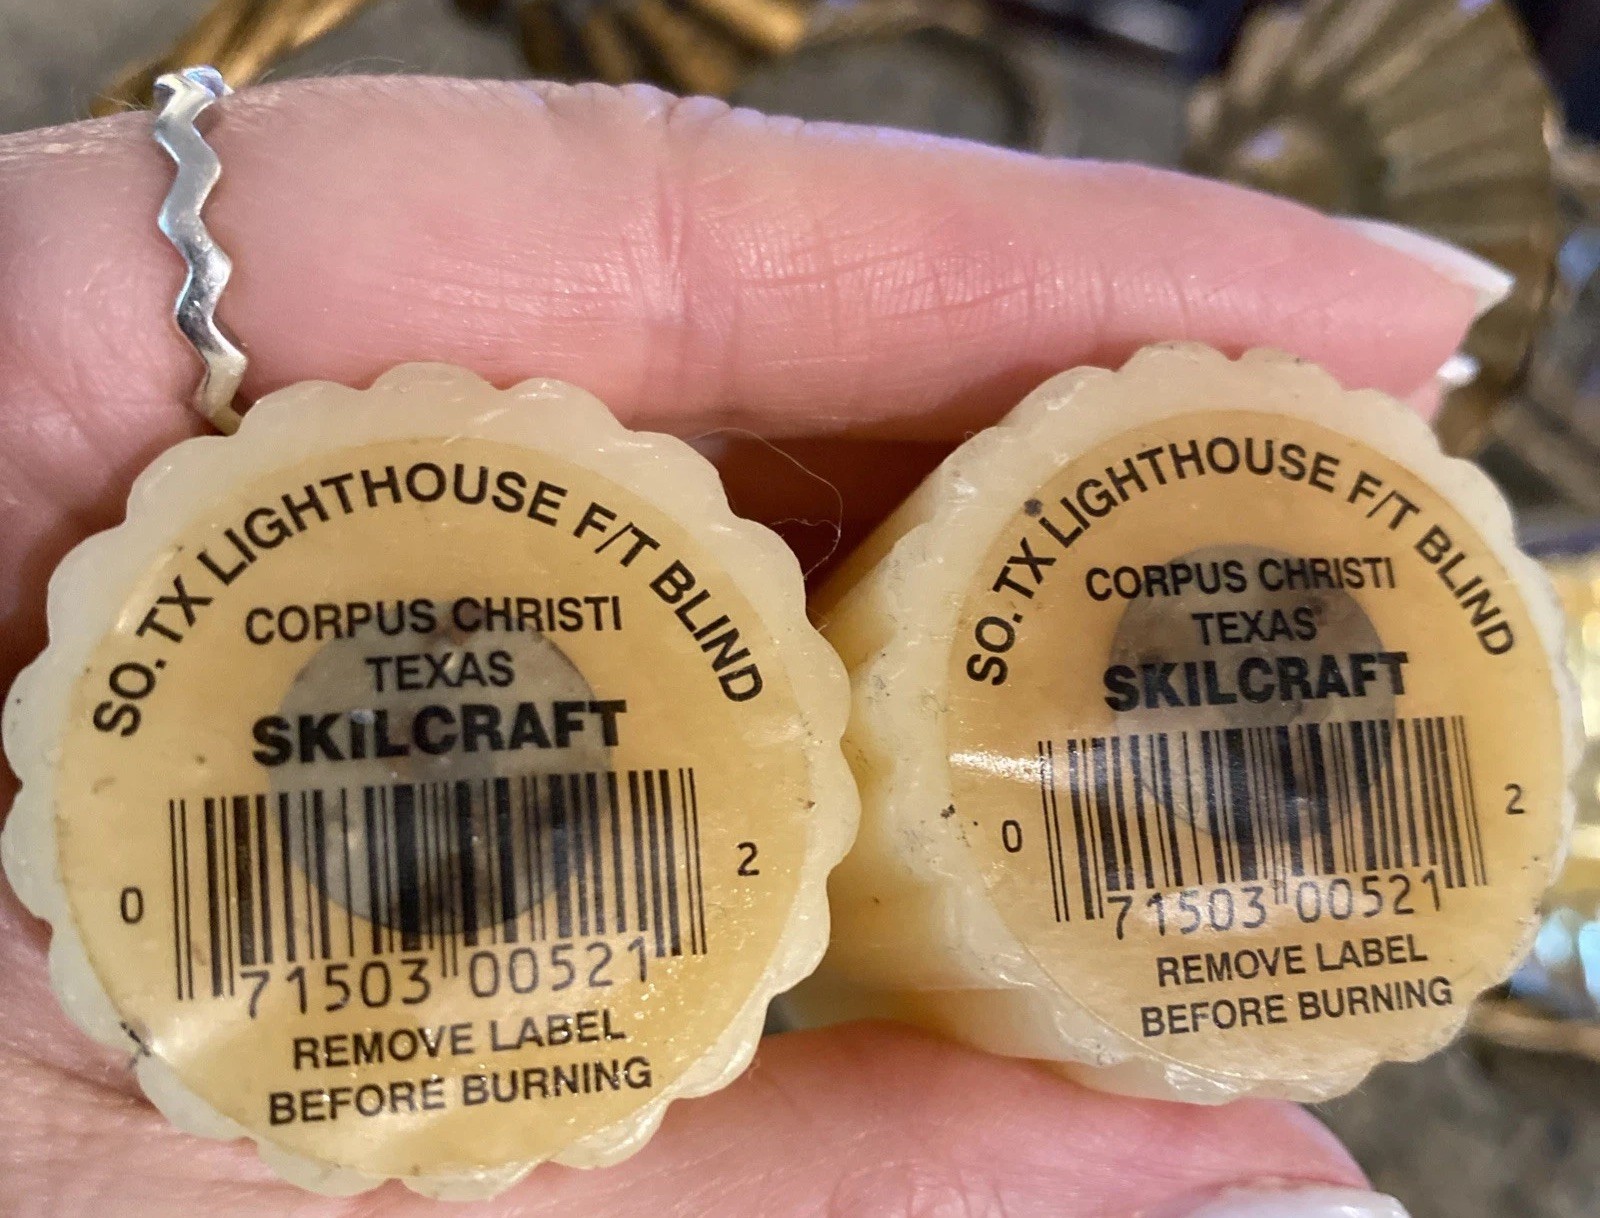 SO. TX LIGHTHOUSE F/T BLIND
CORPUS CHRISTI
TEXAS
SKILCRAFT
0 71503 00521 2
REMOVE LABEL
BEFORE BURNING
SO. TX LIGHTHOUSE F/T BLIND
CORPUS CHRISTI
TEXAS
SKILCRAFT
0 71503 00521 2
REMOVE LABEL
BEFORE BURNING